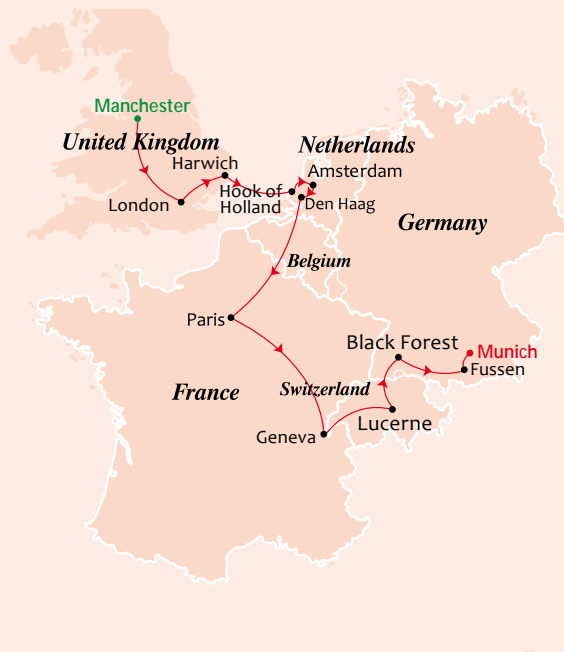 Manchester
United Kingdom
Netherlands
Harwich
Amsterdam
Hook of
Holland
London
Den Haag
Germany
Belgium
Paris
Black Forest
Munich
Fussen
France
Switzerland
Lucerne
Geneva